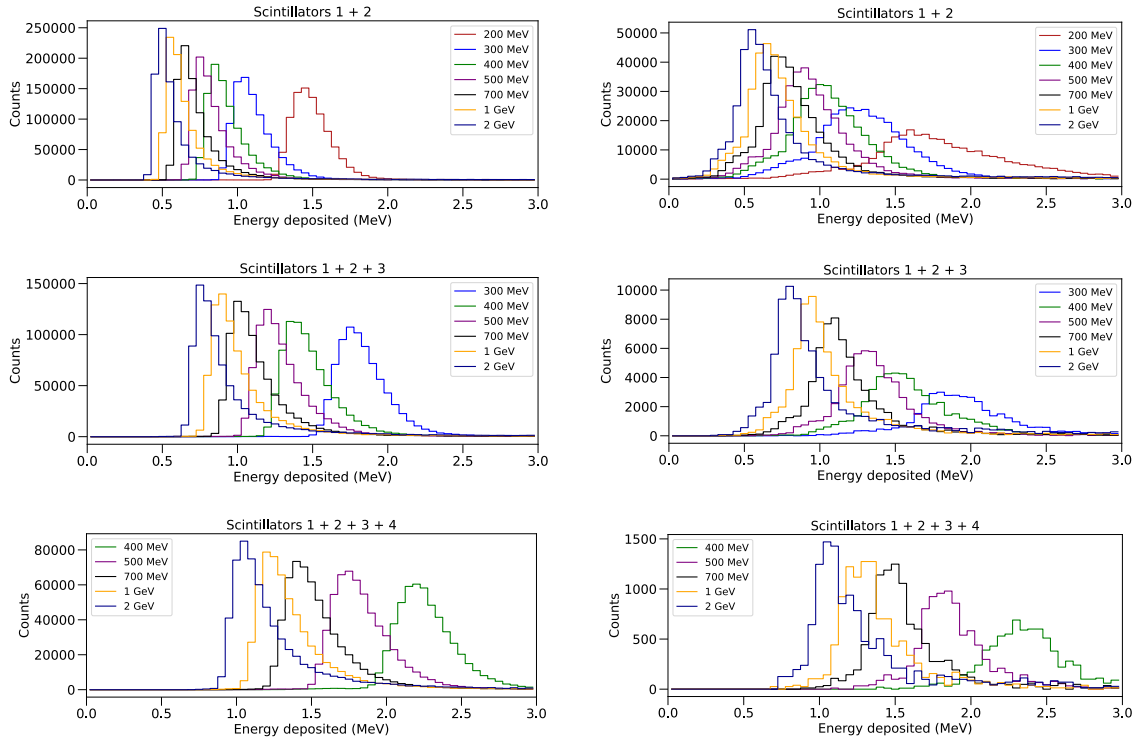 Scintillators 1 + 2
250000
200000
150000
100000
50000
0
Counts
200 MeV
300 MeV
400 MeV
500 MeV
700 MeV
1 GeV
2 GeV
0.0 0.5 1.0 1.5 2.0 2.5 3.0
Energy deposited (MeV)
Scintillators 1 + 2
50000
40000
30000
20000
10000
0
Counts
200 MeV
300 MeV
400 MeV
500 MeV
700 MeV
1 GeV
2 GeV
0.0 0.5 1.0 1.5 2.0 2.5 3.0
Energy deposited (MeV)
Scintillators 1 + 2 + 3
150000
100000
50000
0
Counts
300 MeV
400 MeV
500 MeV
700 MeV
1 GeV
2 GeV
0.0 0.5 1.0 1.5 2.0 2.5 3.0
Energy deposited (MeV)
Scintillators 1 + 2 + 3
10000
8000
6000
4000
2000
0
Counts
300 MeV
400 MeV
500 MeV
700 MeV
1 GeV
2 GeV
0.0 0.5 1.0 1.5 2.0 2.5 3.0
Energy deposited (MeV)
Scintillators 1 + 2 + 3 + 4
80000
60000
40000
20000
0
Counts
400 MeV
500 MeV
700 MeV
1 GeV
2 GeV
0.0 0.5 1.0 1.5 2.0 2.5 3.0
Energy deposited (MeV)
Scintillators 1 + 2 + 3 + 4
1500
1000
500
0
Counts
400 MeV
500 MeV
700 MeV
1 GeV
2 GeV
0.0 0.5 1.0 1.5 2.0 2.5 3.0
Energy deposited (MeV)